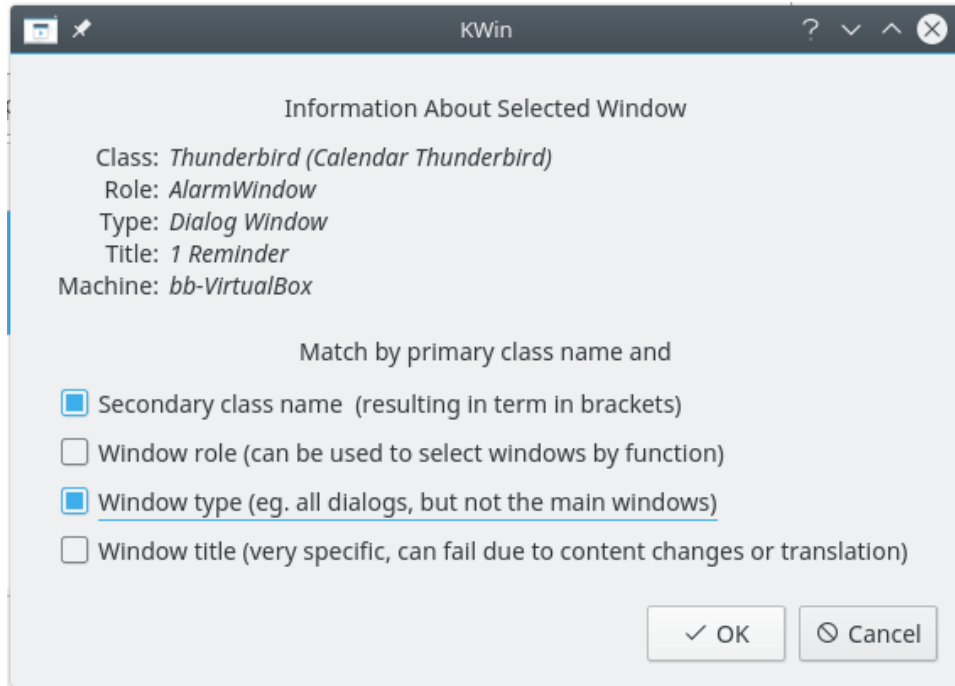 KWin
Information About Selected Window
Class: Thunderbird (Calendar Thunderbird)
Role: AlarmWindow
Type: Dialog Window
Title: 1 Reminder
Machine: bb-VirtualBox
Match by primary class name and
Secondary class name (resulting in term in brackets)
Window role (can be used to select windows by function)
Window type (eg. all dialogs, but not the main windows)
Window title (very specific, can fail due to content changes or translation)
OK Cancel